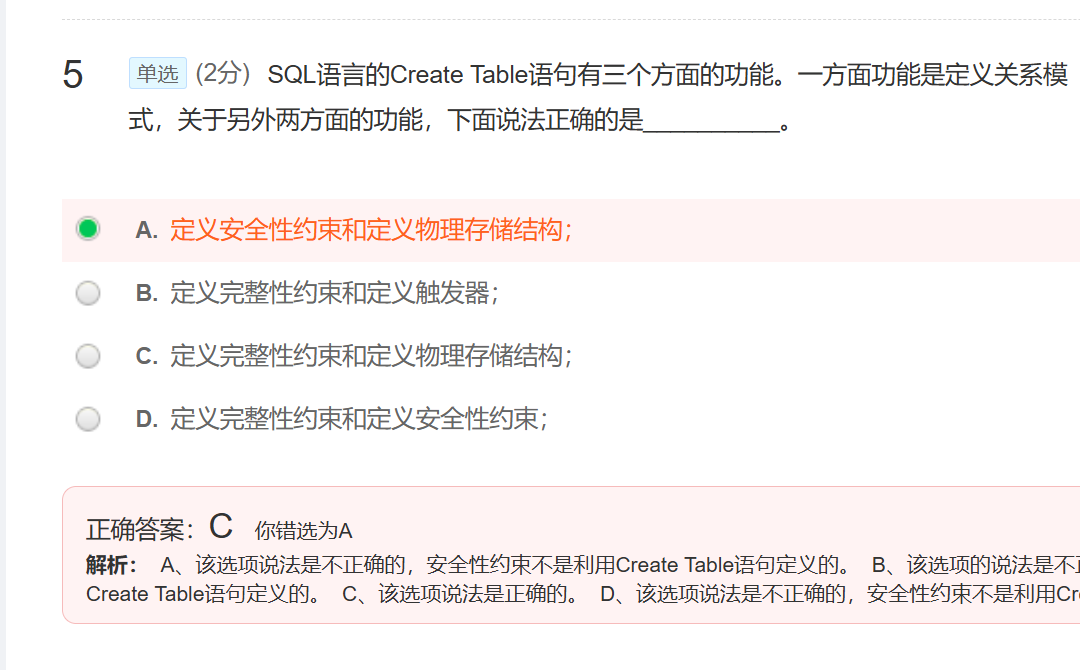 5 单选 (2分) SQL语言的Create Table语句有三个方面的功能。一方面功能是定义关系模
式，关于另外两方面的功能，下面说法正确的是__________。
A. 定义安全性约束和定义物理存储结构；
B. 定义完整性约束和定义触发器；
C. 定义完整性约束和定义物理存储结构；
D. 定义完整性约束和定义安全性约束；
正确答案：C 你错选为A
解析： A、该选项说法是不正确的，安全性约束不是利用Create Table语句定义的。 B、该选项的说法是不
Create Table语句定义的。 C、该选项说法是正确的。 D、该选项说法是不正确的，安全性约束不是利用Cr